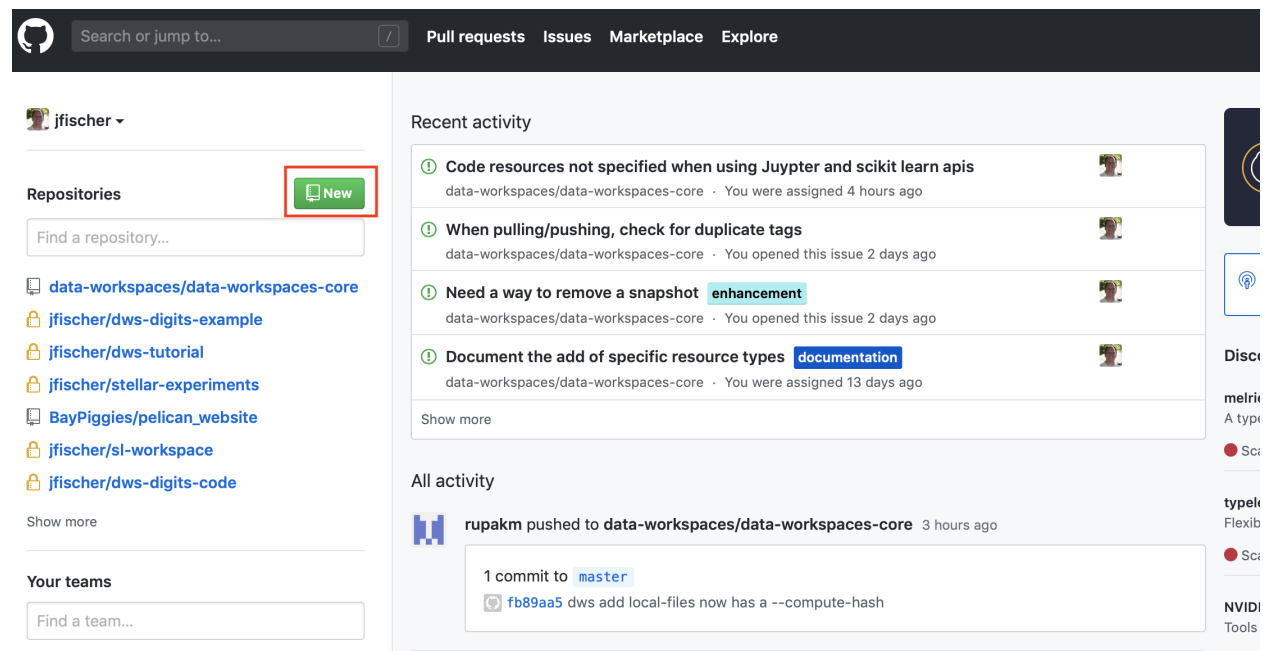 Search or jump to...
/
Pull requests Issues Marketplace Explore
jfischer
Repositories
New
Find a repository...
data-workspaces/data-workspaces-core
jfischer/dws-digits-example
jfischer/dws-tutorial
jfischer/stellar-experiments
BayPiggies/pelican_website
jfischer/sl-workspace
jfischer/dws-digits-code
Show more
Your teams
Find a team...
Recent activity
Code resources not specified when using Juypter and scikit learn apis
data-workspaces/data-workspaces-core · You were assigned 4 hours ago
When pulling/pushing, check for duplicate tags
data-workspaces/data-workspaces-core · You opened this issue 2 days ago
Need a way to remove a snapshot enhancement
data-workspaces/data-workspaces-core · You opened this issue 2 days ago
Document the add of specific resource types documentation
data-workspaces/data-workspaces-core · You were assigned 13 days ago
Show more
All activity
rupakm pushed to data-workspaces/data-workspaces-core 3 hours ago
1 commit to master
fb89aa5 dws add local-files now has a --compute-hash
A
Tools